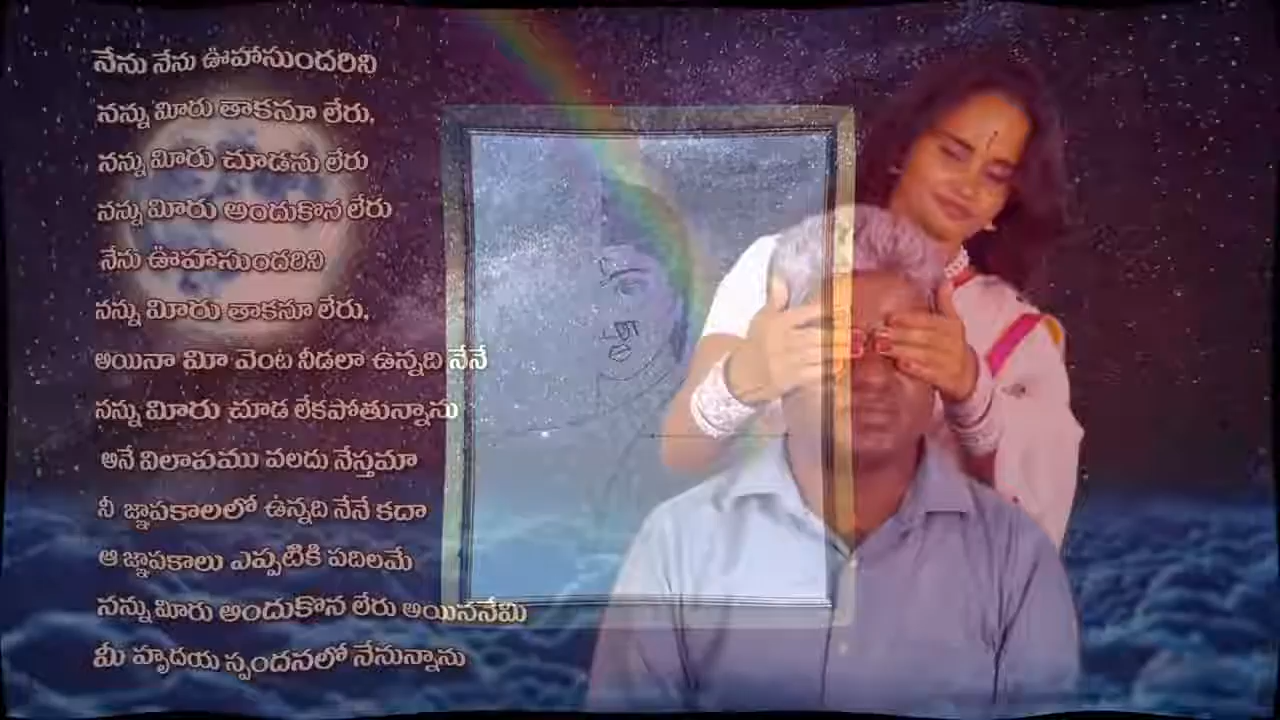 నేను నేను ఊహాసుందరిని
నన్ను మీరు తాకనూ లేరు,
నన్ను మీరు చూడను లేరు
నన్ను మీరు అందుకొన లేరు
నేను ఊహాసుందరిని
నన్ను మీరు తాకనూ లేరు,
అయినా మీ వెంట నీడలా ఉన్నది నేనే
నన్ను మీరు చూడ లేకపోతున్నాను
అనే విలాపము వలదు నేస్తమా
నీ జ్ఞాపకాలలో ఉన్నది నేనే కదా
ఆ జ్ఞాపకాలు ఎప్పటికి పదిలమే
నన్ను మీరు అందుకొన లేరు అయిననేమి
మీ హృదయ స్పందనలో నేనున్నాను